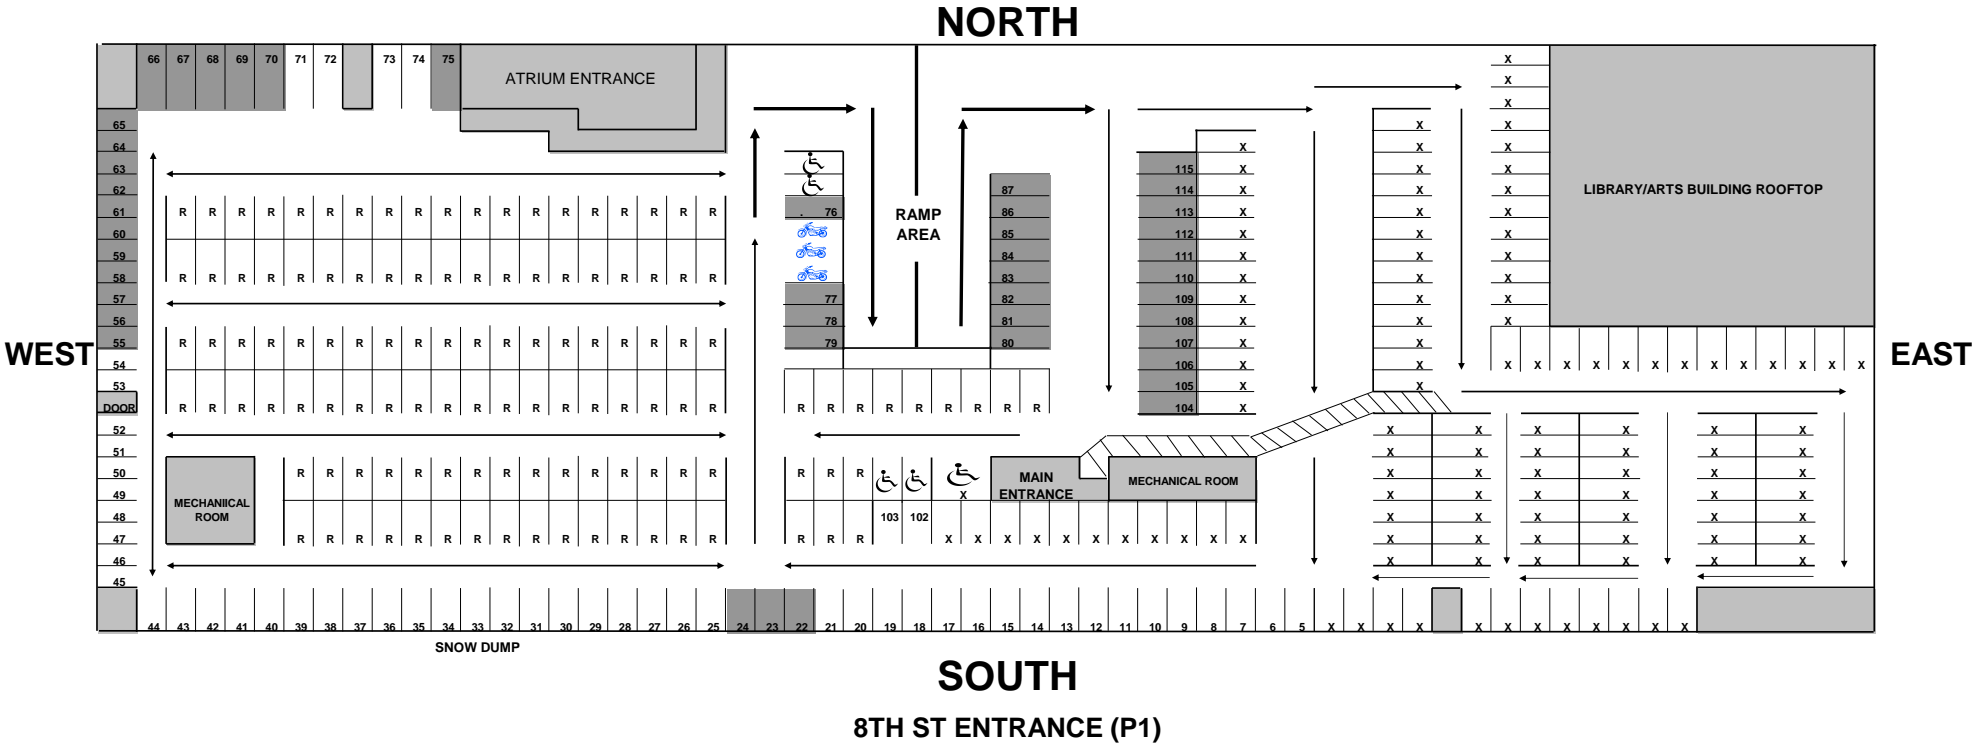 NORTH
66 67 68 69 70 71 72 73 74 75 X
ATRIUM ENTRANCE X
X
65 X X
64 X X X
63 115 X X X
62 87 114 X X X LIBRARY/ARTS BUILDING ROOFTOP
61 R R R R R R R R R R R R R R R R R R R . 76 RAMP 86 113 X X X
60 AREA 85 112 X X X
59 84 111 X X X
58 R R R R R R R R R R R R R R R R R R R 83 110 X X X
57 77 82 109 X X X
56 78 81 108 X X X
55 R R R R R R R R R R R R R R R R R R R 79 80 107 X X
WEST EAST
54 106 X X X X X X X X X X X X X X X
53 105 X X
DOOR R R R R R R R R R R R R R R R R R R R R R R R R R R R R 104 X
52 X X X X X X
51 X X X X X X
50 R R R R R R R R R R R R R R R R R R MAIN X X X X X X
MECHANICAL ROOM
49 X ENTRANCE X X X X X X
MECHANIICAL
ROOM
48 103 102 X X X X X X
47 R R R R R R R R R R R R R R R R R R X X X X X X X X X X X X X X X X X
46 X X X X X X
45
44 43 42 41 40 39 38 37 36 35 34 33 32 31 30 29 28 27 26 25 24 23 22 21 20 19 18 17 16 15 14 13 12 11 10 9 8 7 6 5 X X X X X X X X X X X X
SNOW DUMP
SOUTH
8TH ST ENTRANCE (P1)